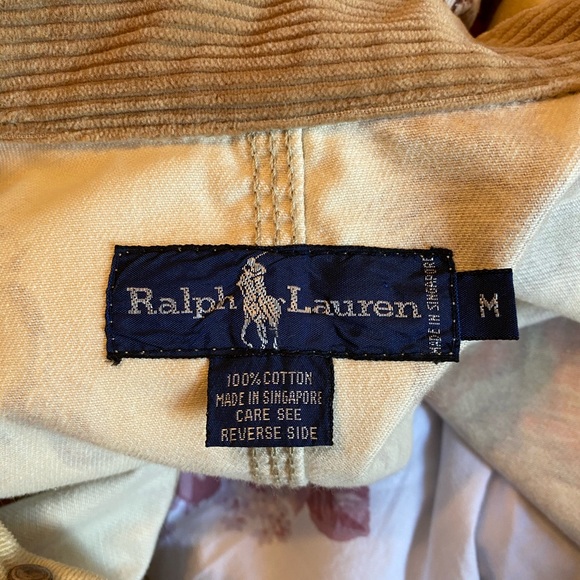 Ralph Lauren
MADE IN SINGAPORE
M
100% COTTON
MADE IN SINGAPORE
CARE SEE
REVERSE SIDE